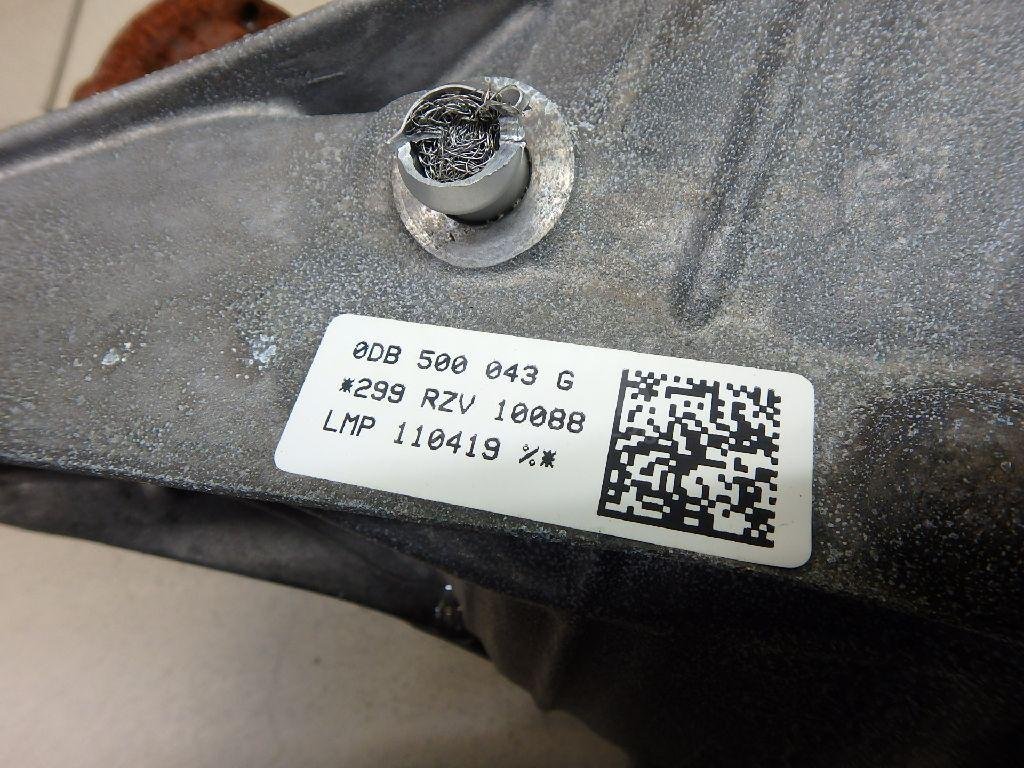 0DB 500 043 G
*299 RZV 10088
LMP 110419 %*